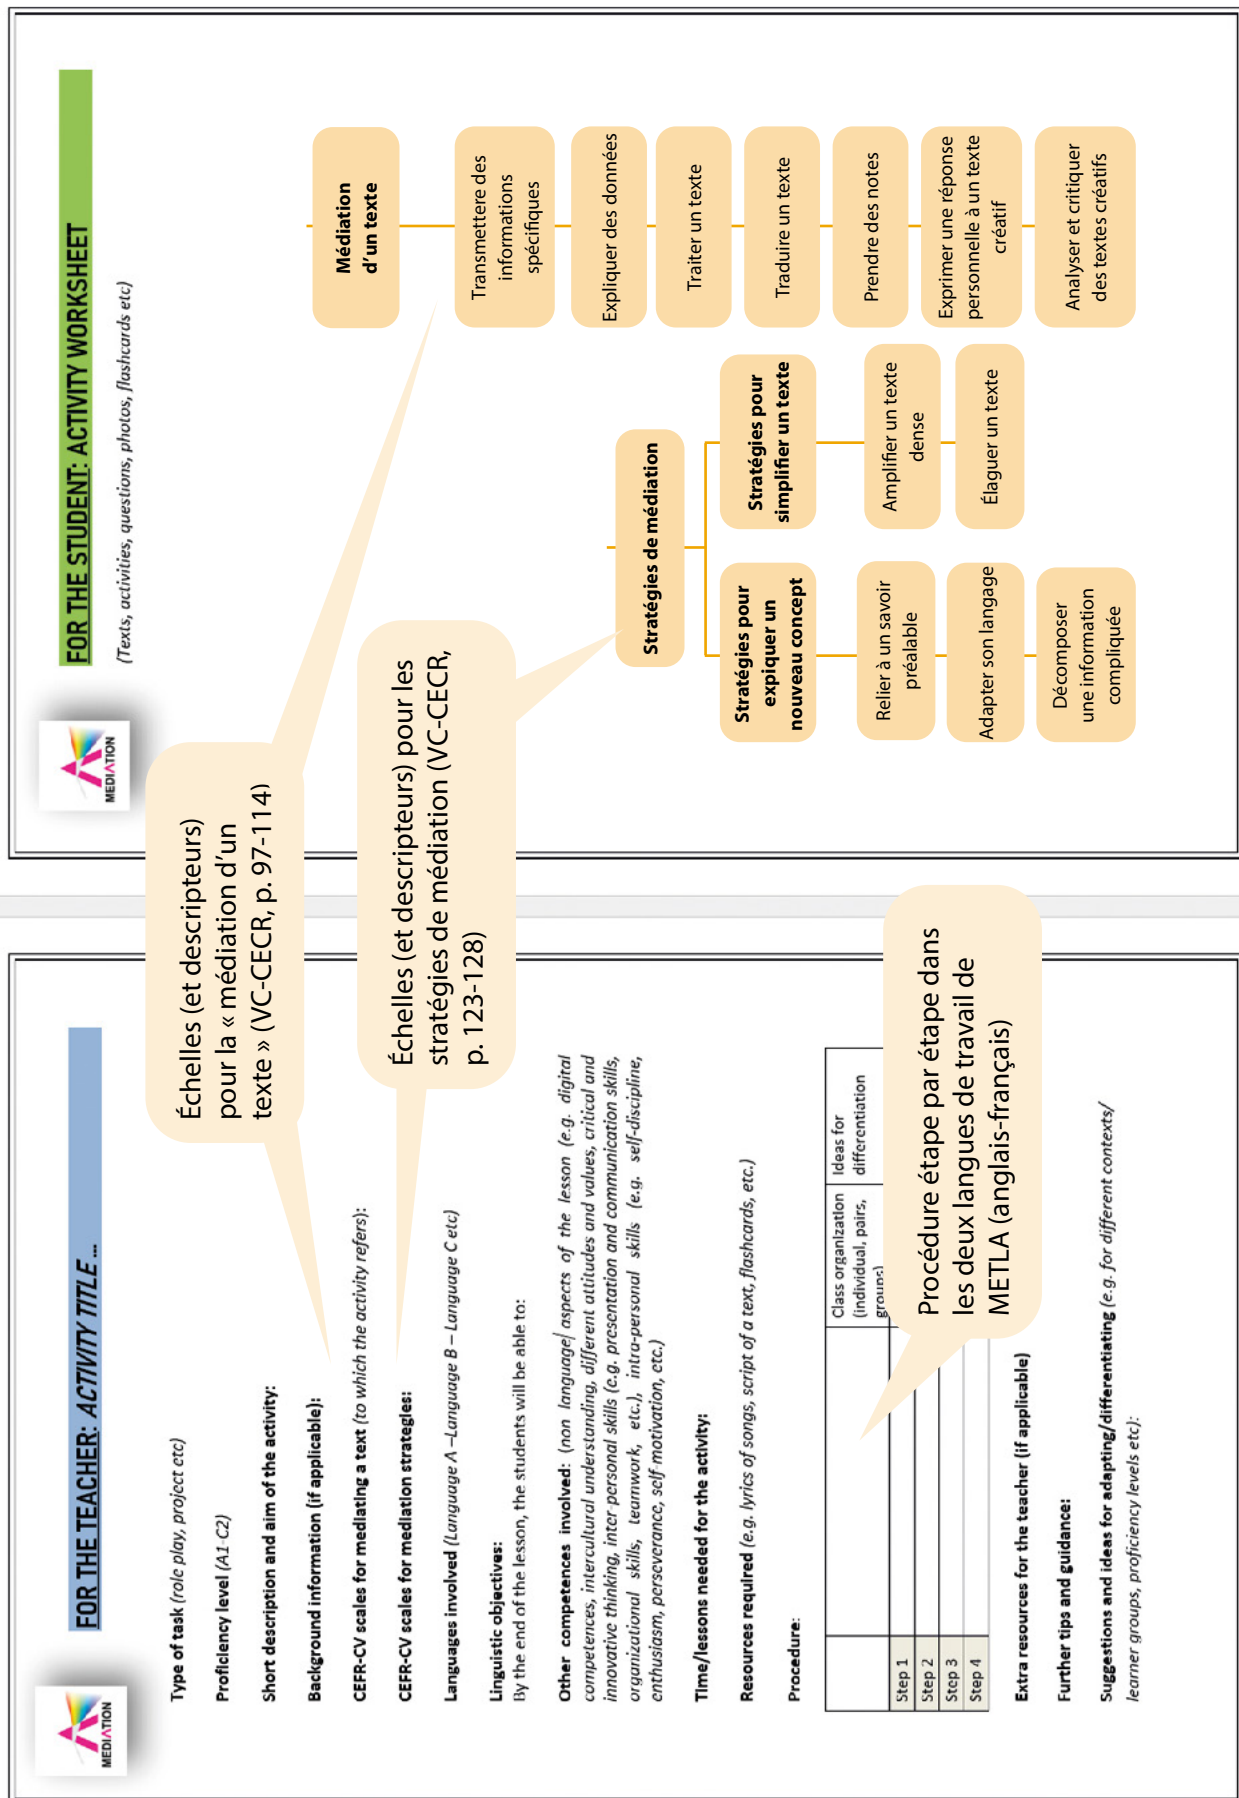 MEDIATION
FOR THE TEACHER: ACTIVITY TITLE ...
Type of task (role play, project etc)
Proficiency level (A1-C2)
Short description and aim of the activity:
Background information (if applicable):
CEFR-CV scales for mediating a text (to which the activity refers):
CEFR-CV scales for mediation strategies:
Languages involved (Language A –Language B – Language C etc)
Linguistic objectives:
By the end of the lesson, the students will be able to:
Other competences involved: (non language/ aspects of the lesson (e.g. digital
competences, intercultural understanding, different attitudes and values, critical and
innovative thinking, inter-personal skills (e.g. presentation and communication skills,
organizational skills, teamwork, etc.), intra-personal skills (e.g. self-discipline,
enthusiasm, perseverance, self-motivation, etc.)
Time/lessons needed for the activity:
Resources required (e.g. lyrics of songs, script of a text, flashcards, etc.)
Procedure:
Class organization
(individual, pairs,
groups)
Ideas for
differentiation
Step 1
Step 2
Step 3
Step 4
Extra resources for the teacher (if applicable)
Further tips and guidance:
Suggestions and ideas for adapting/differentiating (e.g. for different contexts/
learner groups, proficiency levels etc):
Échelles (et descripteurs)
pour la « médiation d'un
texte » (VC-CECR, p. 97-114)
Échelles (et descripteurs) pour les
stratégies de médiation (VC-CECR,
p. 123-128)
Procédure étape par étape dans
les deux langues de travail de
METLA (anglais-français)
MEDIATION
FOR THE STUDENT: ACTIVITY WORKSHEET
(Texts, activities, questions, photos, flashcards etc)
Médiation
d'un texte
Transmettere des
informations
spécifiques
Expliquer des données
Traiter un texte
Traduire un texte
Prendre des notes
Exprimer une réponse
personnelle à un texte
créatif
Analyser et critiquer
des textes créatifs
Stratégies de médiation
Stratégies pour
expiquer un
nouveau concept
Relier à un savoir
préalable
Adapter son langage
Décomposer
une information
compliquée
Stratégies pour
simplifier un texte
Amplifier un texte
dense
Élaguer un texte